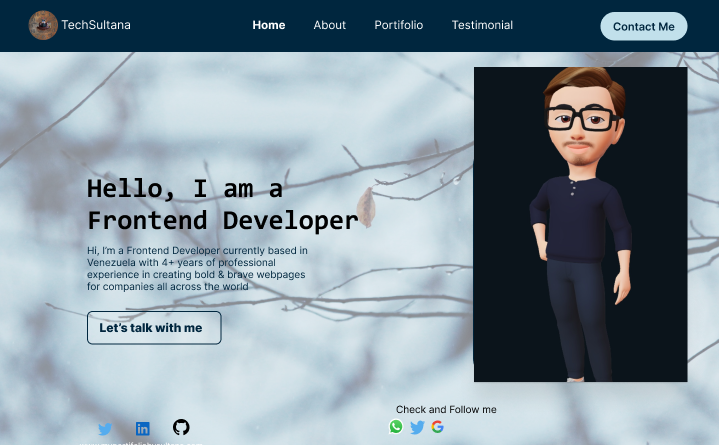 TechSultana
Home About Portifolio Testimonial
Contact Me
Hello, I am a
Frontend Developer
Hi, I'm a Frontend Developer currently based in
Venezuela with 4+ years of professional
experience in creating bold & brave webpages
for companies all across the world
Let's talk with me
Check and Follow me